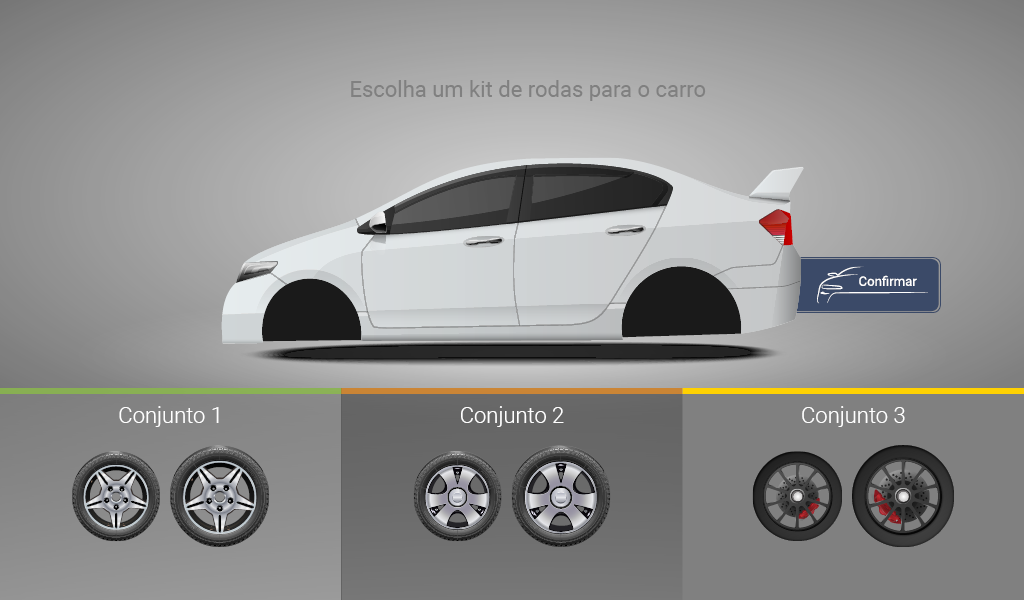 Escolha um kit de rodas para o carro
Confirmar
Conjunto 1
Conjunto 2
Conjunto 3